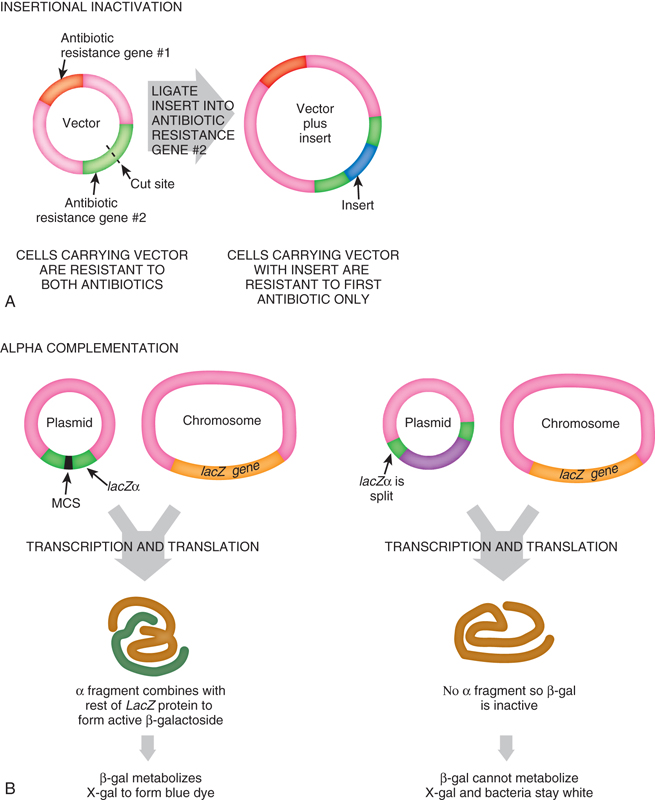 INSERTIONAL INACTIVATION
Antibiotic
resistance gene #1
Vector
Cut site
Antibiotic
resistance gene #2
LIGATE
INSERT INTO
ANTIBIOTIC
RESISTANCE
GENE #2
Vector
plus
insert
Insert
CELLS CARRYING VECTOR
ARE RESISTANT TO
BOTH ANTIBIOTICS
CELLS CARRYING VECTOR
WITH INSERT ARE
RESISTANT TO FIRST
ANTIBIOTIC ONLY
A
ALPHA COMPLEMENTATION
Plasmid
MCS
lacZα
Chromosome
lacZ gene
Plasmid
lacZα is
split
Chromosome
lacZ gene
TRANSCRIPTION AND TRANSLATION
TRANSCRIPTION AND TRANSLATION
α fragment combines with
rest of LacZ protein to
form active β-galactoside
No α fragment so β-gal
is inactive
β-gal metabolizes
X-gal to form blue dye
β-gal cannot metabolize
X-gal and bacteria stay white
B